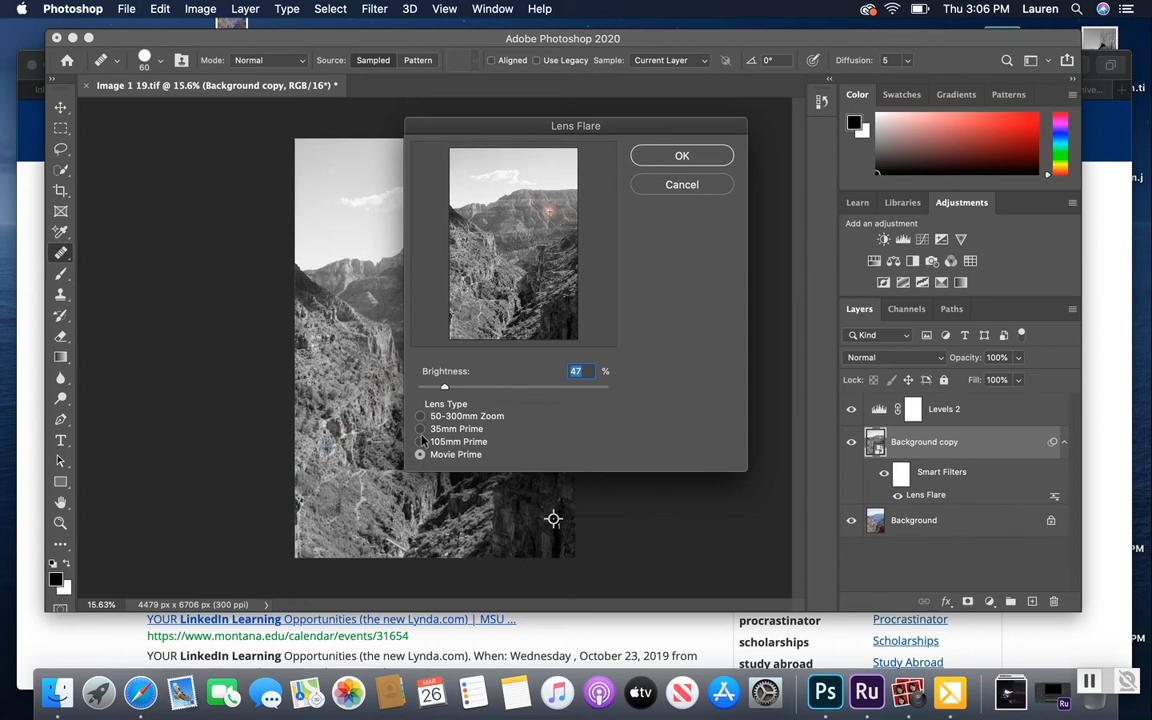 Photoshop File Edit Image Layer Type Select Filter 3D View Window Help Thu 3:06 PM Lauren
Adobe Photoshop 2020
60 Mode: Normal Source: Sampled Pattern Aligned Use Legacy Sample: Current Layer 0° Diffusion: 5
Image 1 19.tif @ 15.6% (Background copy, RGB/16*) *
Lens Flare
OK
Cancel
Brightness: 47 %
Lens Type
50-300mm Zoom
35mm Prime
105mm Prime
Movie Prime
Color Swatches Gradients Patterns
Learn Libraries Adjustments
Add an adjustment
Layers Channels Paths
Kind
Normal Opacity: 100%
Lock: Fill: 100%
Levels 2
Background copy
Smart Filters
Lens Flare
Background
fx
15.63% 4479 px x 6706 px (300 ppi)
YOUR LinkedIn Learning Opportunities (the new Lynda.com) | MSU ...
https://www.montana.edu/calendar/events/31654
YOUR LinkedIn Learning Opportunities (the new Lynda.com). When: Wednesday , October 23, 2019 from
procrastinator Procrastinator
scholarships Scholarships
study abroad Study Abroad
PM
PM
MAR
26
tv
Ps
Ru
Ru